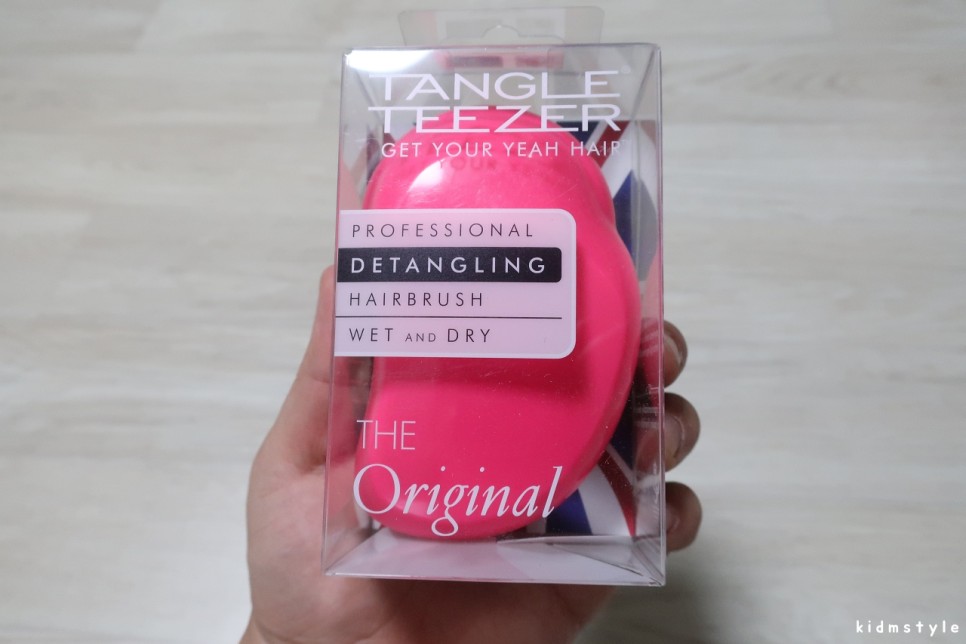 TANGLE
TEEZER
GET YOUR YEAH HAIR
PROFESSIONAL
DETANGLING
HAIRBRUSH
WET AND DRY
THE
Original
kidmstyle